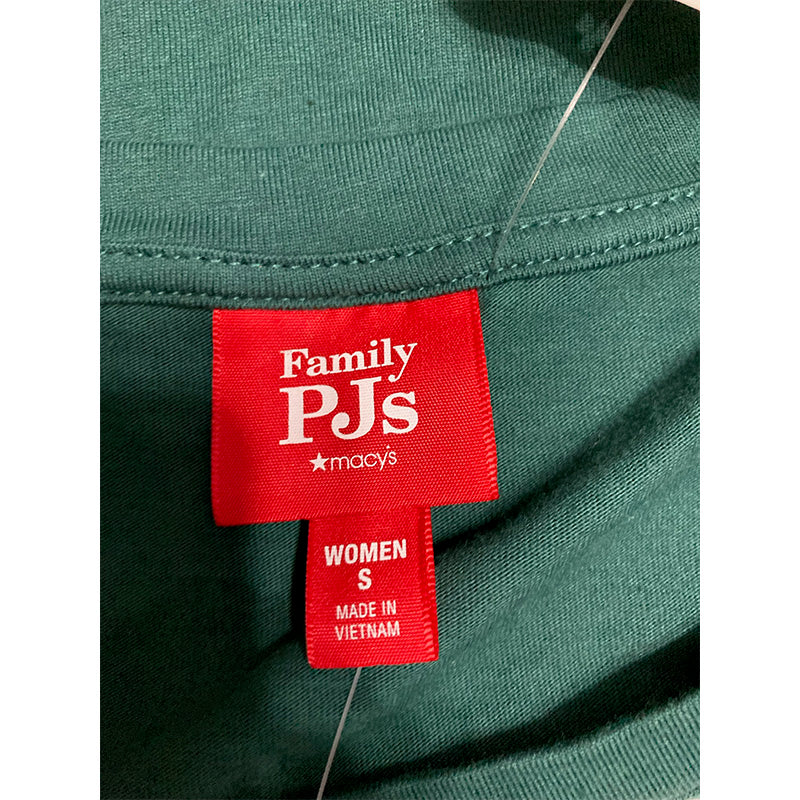 Family
PJs
★macy's
WOMEN
S
MADE IN
VIETNAM